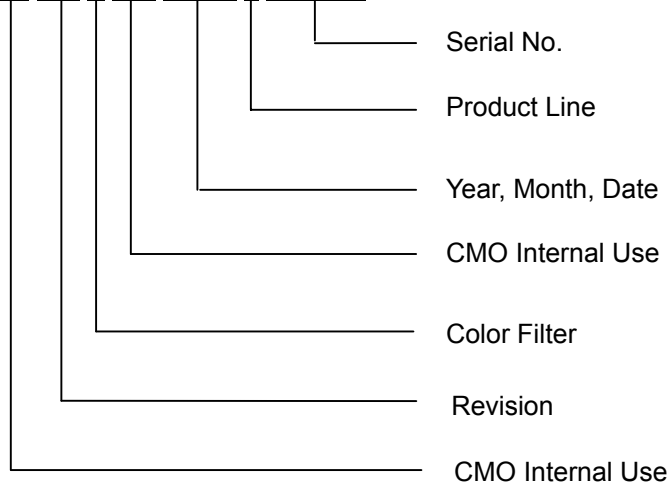 Serial No.
Product Line
Year, Month, Date
CMO Internal Use
Color Filter
Revision
CMO Internal Use